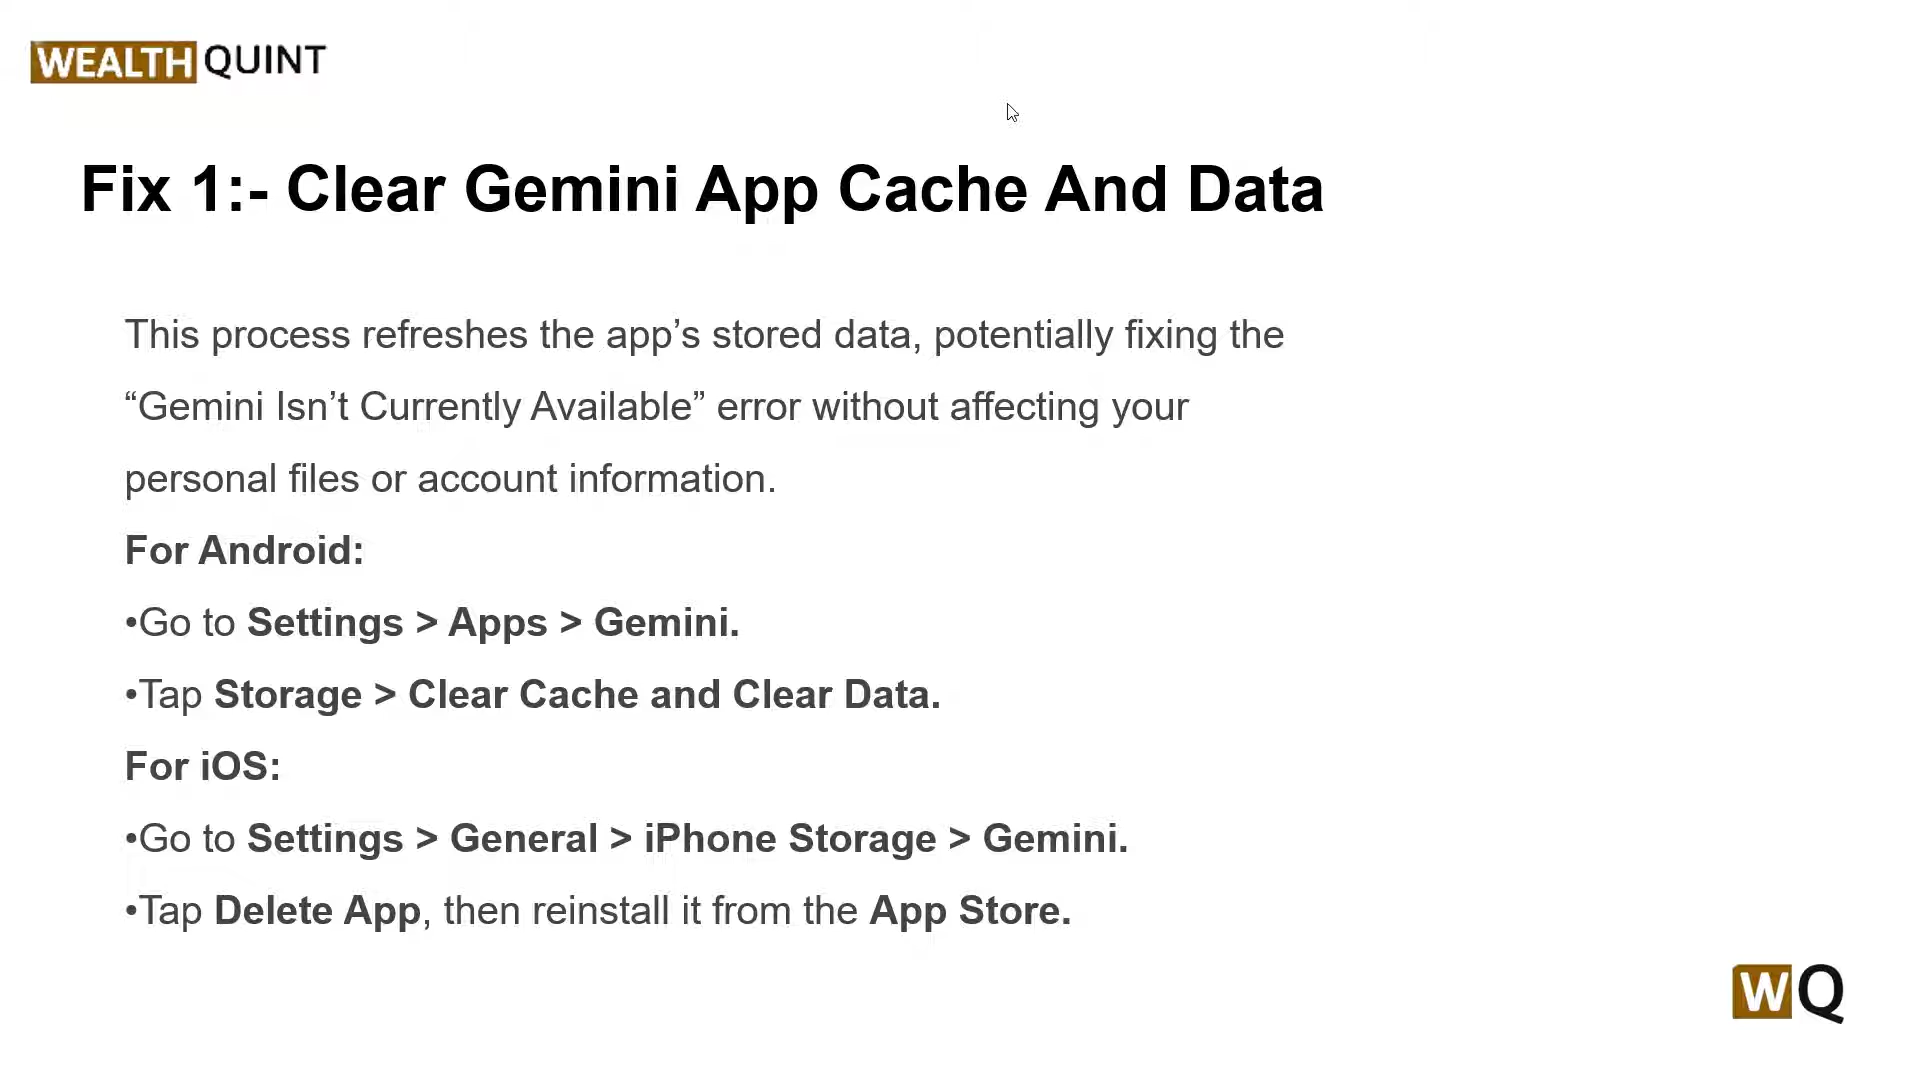 WEALTH QUINT
Fix 1:- Clear Gemini App Cache And Data
This process refreshes the app’s stored data, potentially fixing the
“Gemini Isn’t Currently Available” error without affecting your
personal files or account information.
For Android:
•Go to Settings > Apps > Gemini.
•Tap Storage > Clear Cache and Clear Data.
For iOS:
•Go to Settings > General > iPhone Storage > Gemini.
•Tap Delete App, then reinstall it from the App Store.
WQ